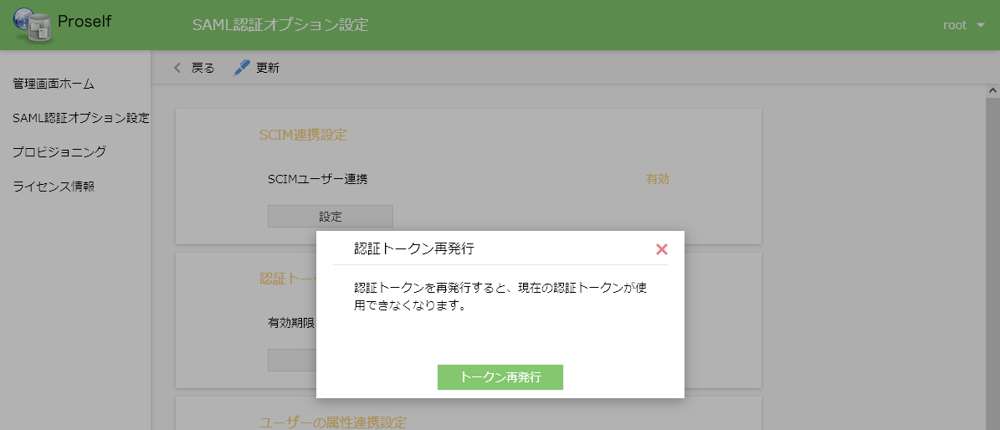 Proself
SAML認証オプション設定
root
戻る
更新
管理画面ホーム
SAML認証オプション設定
プロビジョニング
ライセンス情報
SCIM連携設定
SCIMユーザー連携
有効
設定
認証トークン再発行
認証トー
認証トークンを再発行すると、現在の認証トークンが使
用できなくなります。
有効期限
トークン再発行
ユーザーの属性連携設定